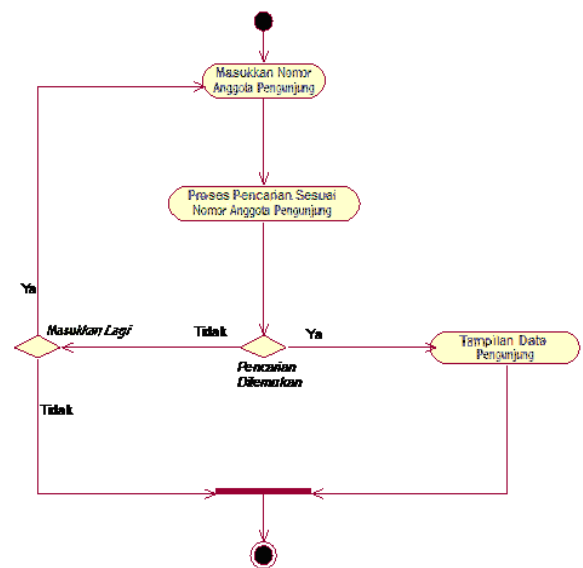 Masukkan Nomor
Anggota Pengunjung
Proses Pencarian Sesuai
Nomor Anggota Pengunjung
Ya
Masukkan Lagi
Tidak
Ya
Pencarian
Ditemukan
Tampilan Data
Pengunjung
Tidak